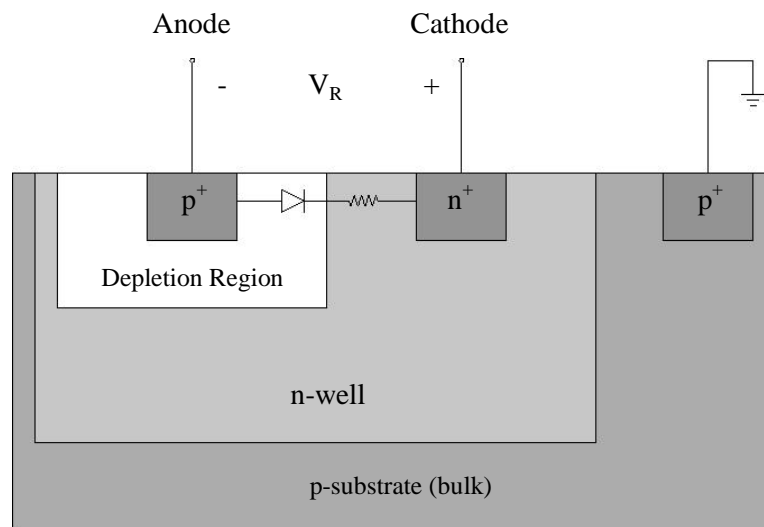 Anode
Cathode
- V_R +
p⁺
n⁺
p⁺
Depletion Region
n-well
p-substrate (bulk)